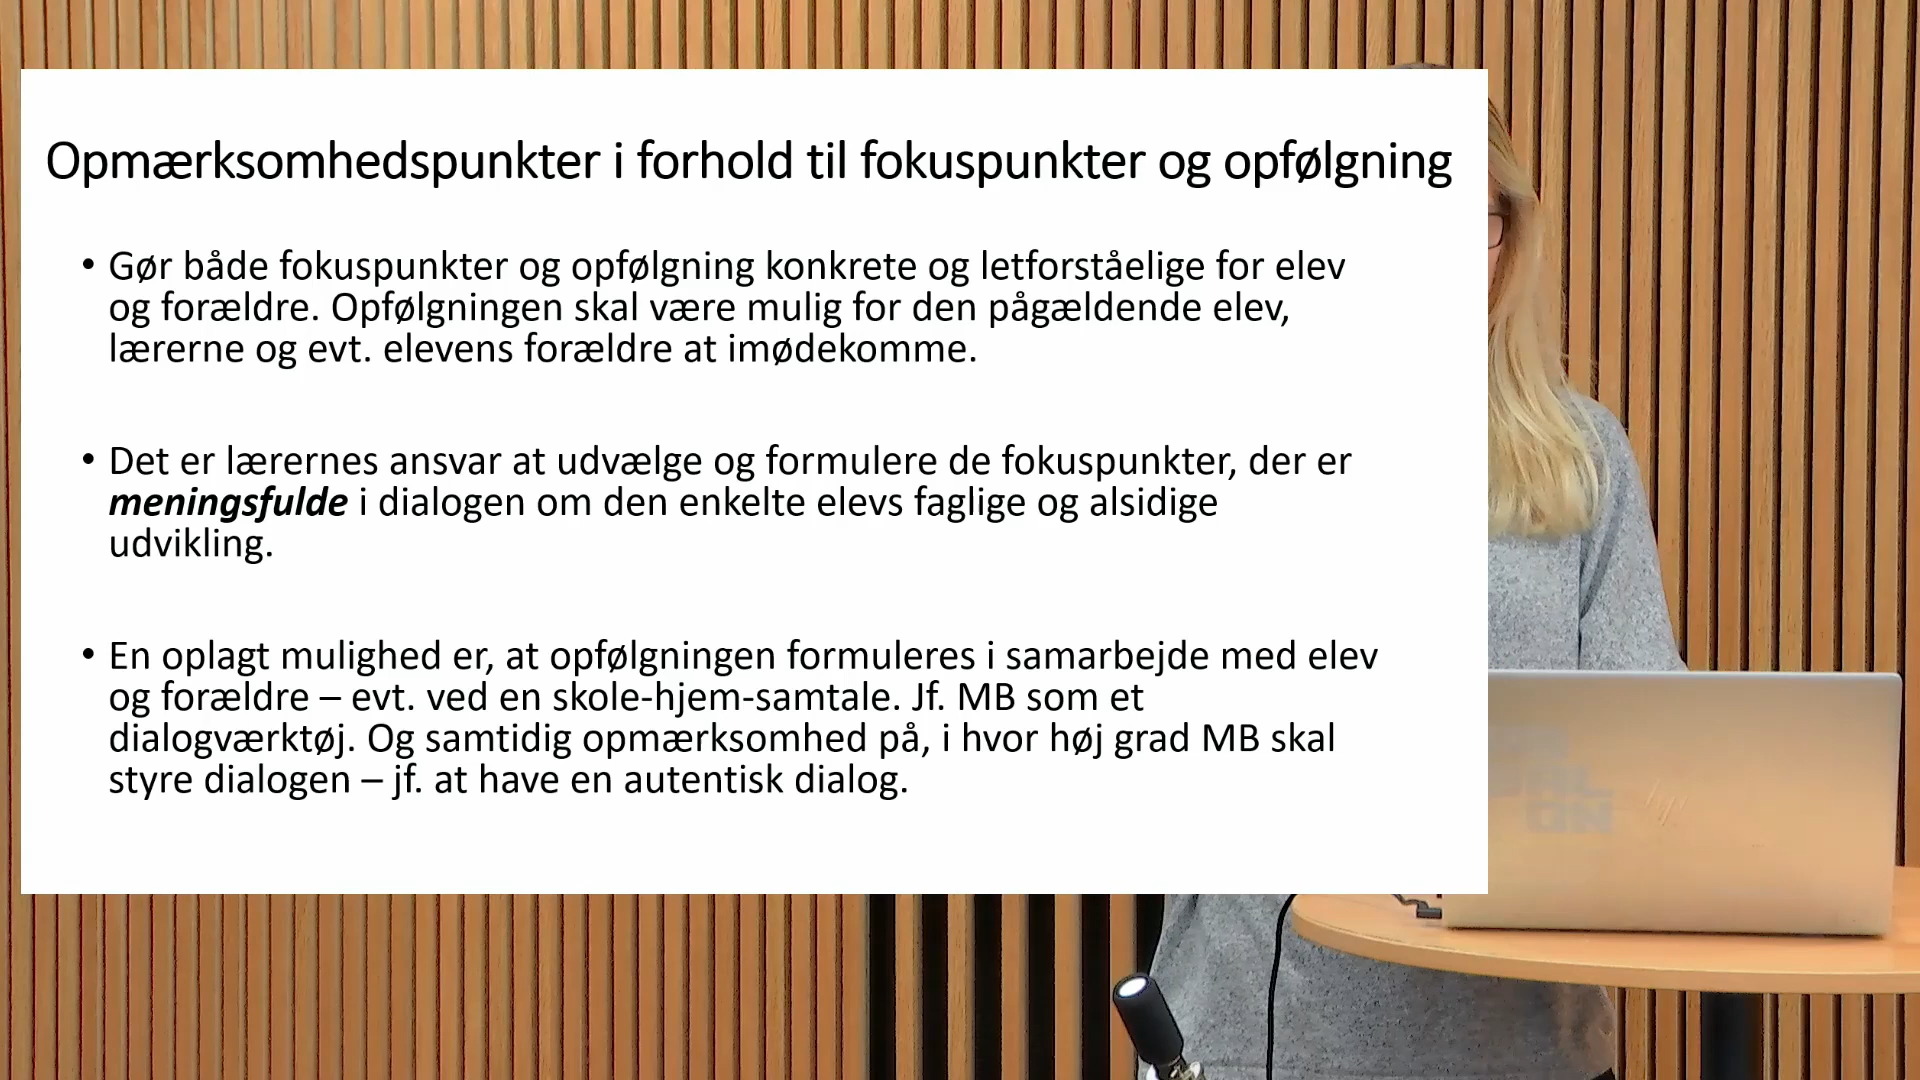 Opmærksomhedspunkter i forhold til fokuspunkter og opfølgning
• Gør både fokuspunkter og opfølgning konkrete og letforståelige for elev
og forældre. Opfølgningen skal være mulig for den pågældende elev,
lærerne og evt. elevens forældre at imødekomme.
• Det er lærernes ansvar at udvælge og formulere de fokuspunkter, der er
meningsfulde i dialogen om den enkelte elevs faglige og alsidige
udvikling.
• En oplagt mulighed er, at opfølgningen formuleres i samarbejde med elev
og forældre – evt. ved en skole-hjem-samtale. Jf. MB som et
dialogværktøj. Og samtidig opmærksomhed på, i hvor høj grad MB skal
styre dialogen – jf. at have en autentisk dialog.
hp